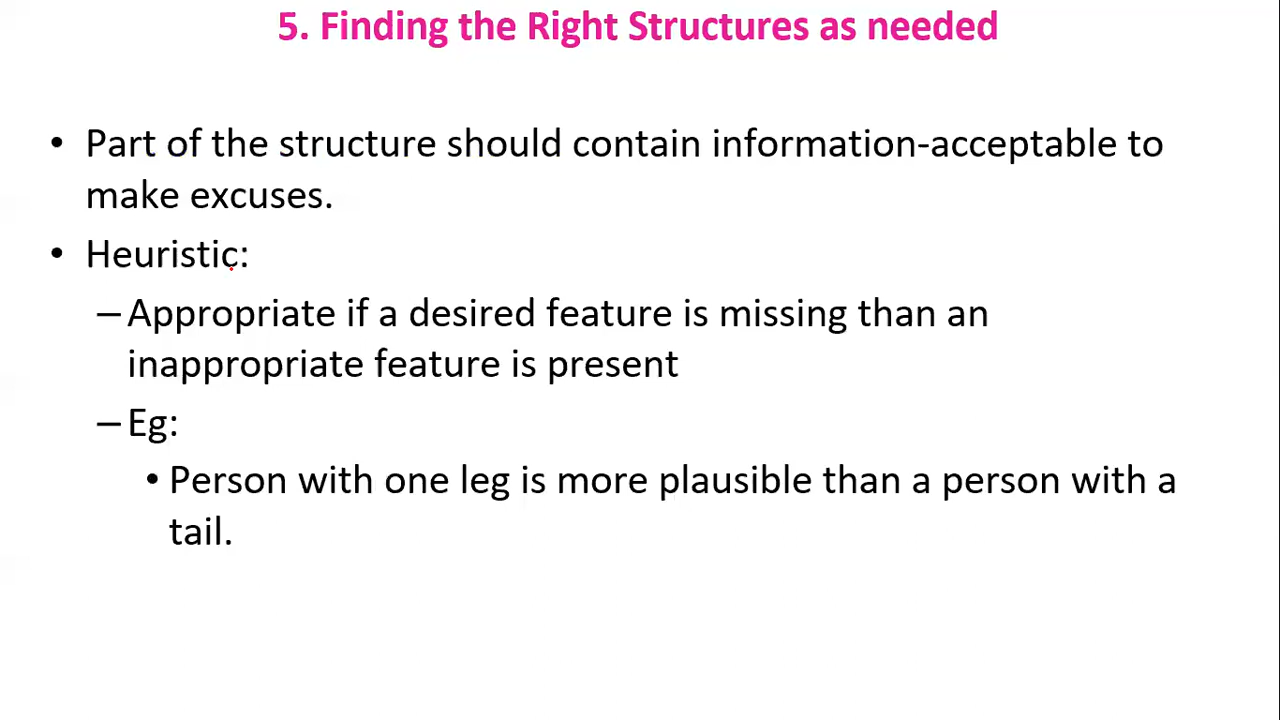 5. Finding the Right Structures as needed
• Part of the structure should contain information-acceptable to
make excuses.
• Heuristic:
– Appropriate if a desired feature is missing than an
inappropriate feature is present
– Eg:
• Person with one leg is more plausible than a person with a
tail.